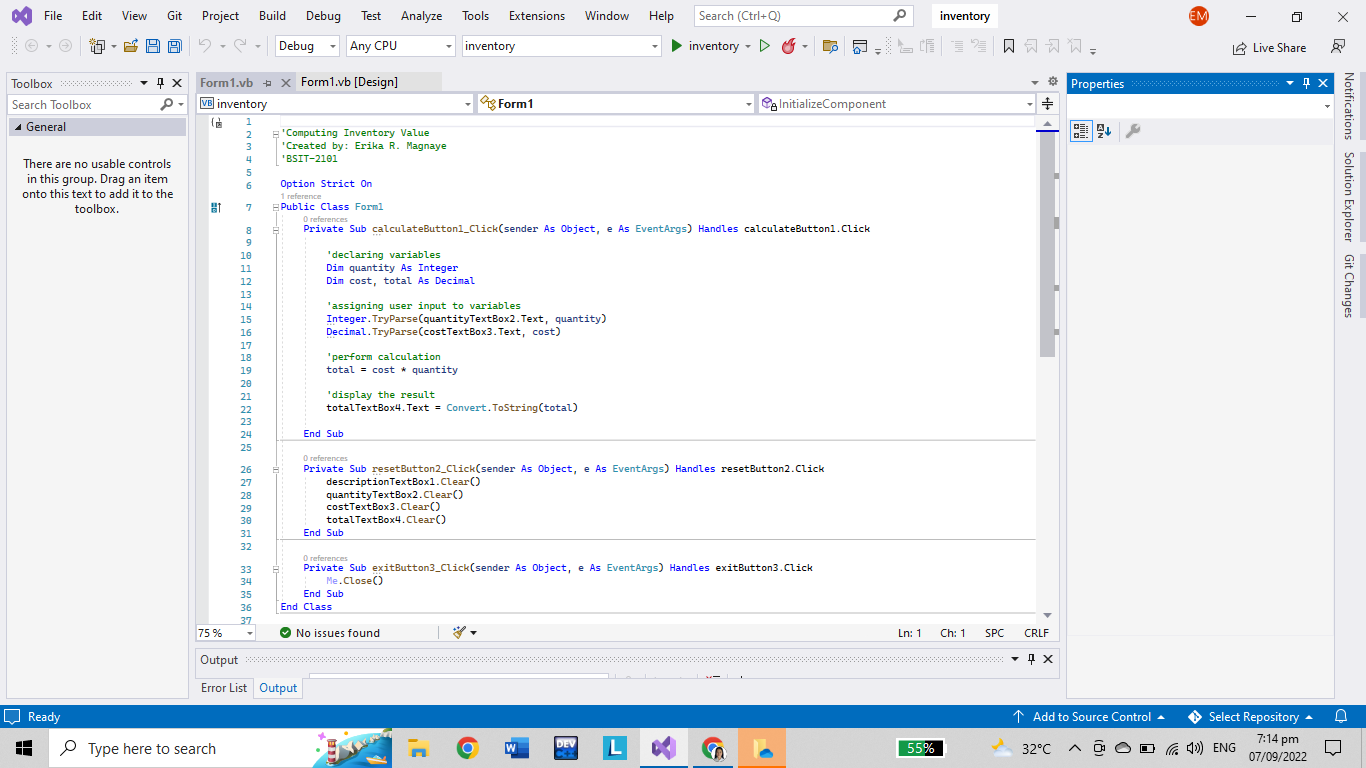 File Edit View Git Project Build Debug Test Analyze Tools Extensions Window Help Search (Ctrl+Q) inventory EM
Debug Any CPU inventory inventory Live Share
Toolbox
Search Toolbox
General
There are no usable controls
in this group. Drag an item
onto this text to add it to the
toolbox.
Form1.vb Form1.vb [Design]
VB inventory Form1 InitializeComponent
1
2 'Computing Inventory Value
3 'Created by: Erika R. Magnaye
4 'BSIT-2101
5
6 Option Strict On
1 reference
7 Public Class Form1
0 references
8 Private Sub calculateButton1_Click(sender As Object, e As EventArgs) Handles calculateButton1.Click
9
10 'declaring variables
11 Dim quantity As Integer
12 Dim cost, total As Decimal
13
14 'assigning user input to variables
15 Integer.TryParse(quantityTextBox2.Text, quantity)
16 Decimal.TryParse(costTextBox3.Text, cost)
17
18 'perform calculation
19 total = cost * quantity
20
21 'display the result
22 totalTextBox4.Text = Convert.ToString(total)
23
24 End Sub
25
0 references
26 Private Sub resetButton2_Click(sender As Object, e As EventArgs) Handles resetButton2.Click
27 descriptionTextBox1.Clear()
28 quantityTextBox2.Clear()
29 costTextBox3.Clear()
30 totalTextBox4.Clear()
31 End Sub
32
0 references
33 Private Sub exitButton3_Click(sender As Object, e As EventArgs) Handles exitButton3.Click
34 Me.Close()
35 End Sub
36 End Class
37
75 % No issues found Ln: 1 Ch: 1 SPC CRLF
Output
Error List Output
Properties
Notifications
Solution Explorer
Git Changes
Ready Add to Source Control Select Repository
Type here to search DEV L 55% 32°C ENG 7:14 pm
07/09/2022